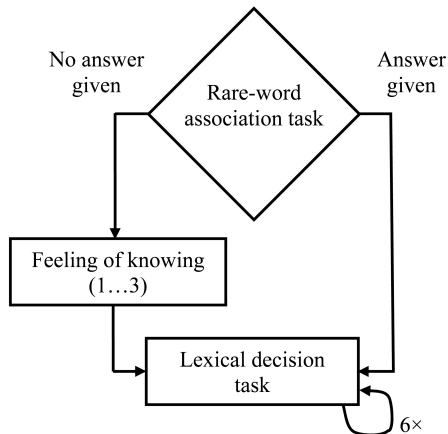 No answer
given
Answer
given
Rare-word
association task
Feeling of knowing
(1…3)
Lexical decision
task
6×